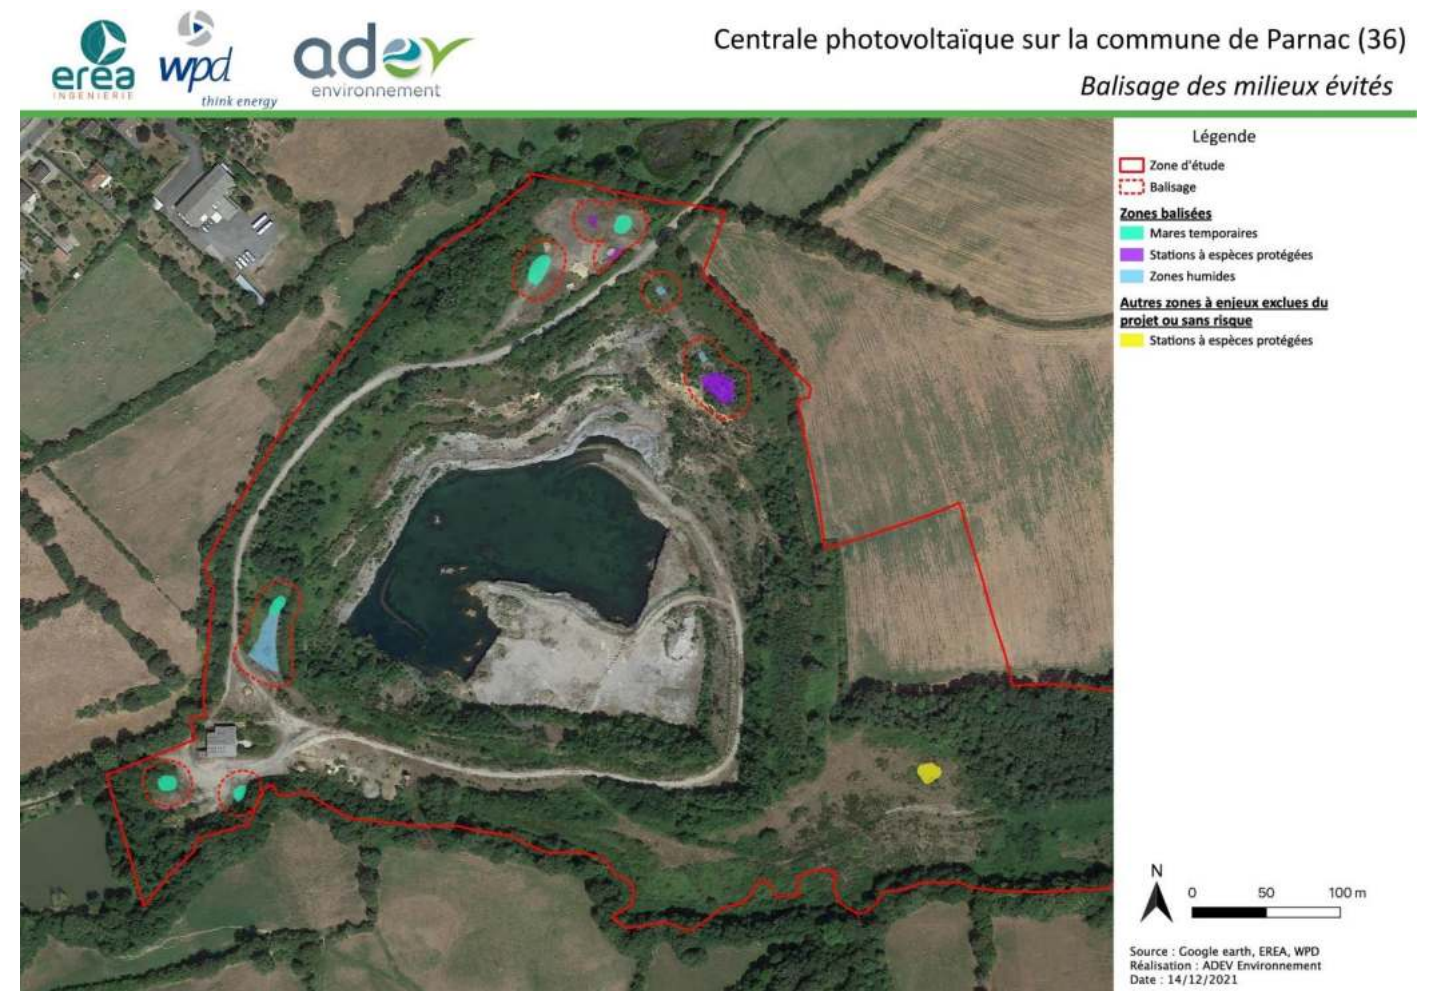 erea
INGENIERIE
wpd
think energy
adev
environnement
Centrale photovoltaïque sur la commune de Parnac (36)
Balisage des milieux évités
Légende
Zone d'étude
Balisage
Zones balisées
Mares temporaires
Stations à espèces protégées
Zones humides
Autres zones à enjeux exclues du
projet ou sans risque
Stations à espèces protégées
N
0 50 100 m
Source : Google earth, EREA, WPD
Réalisation : ADEV Environnement
Date : 14/12/2021